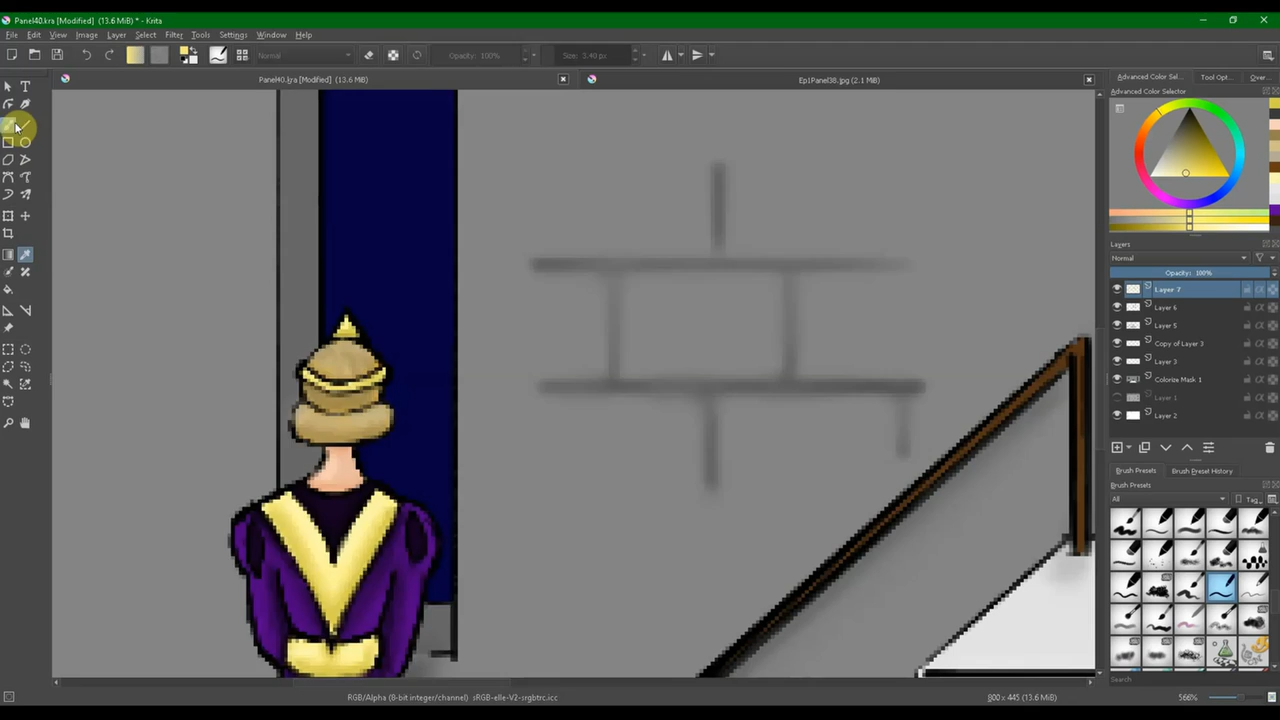 Panel40.kra [Modified] (13.6 MiB) * - Krita
File Edit View Image Layer Select Filter Tools Settings Window Help
Normal Opacity: 100% Size: 3.40 px
Panel40.kra [Modified] (13.6 MiB)
Ep1Panel38.jpg (2.1 MiB)
Advanced Color Sel... Tool Opt... Over...
Advanced Color Selector
Layers
Normal
Opacity: 100%
Layer 7
Layer 6
Layer 5
Copy of Layer 3
Layer 3
Colorize Mask 1
Layer 1
Layer 2
Brush Presets Brush Preset History
Brush Presets
All Tag
Search
RGB/Alpha (8-bit integer/channel) sRGB-elle-V2-srgbtrc.icc
800 x 445 (13.6 MiB)
566%